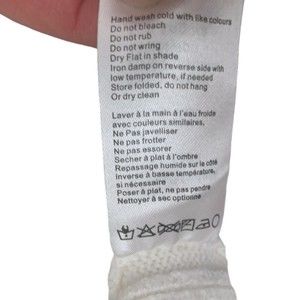 Hand wash cold with like colours
Do not bleach
Do not rub
Do not wring
Dry Flat in shade
Iron damp on reverse side with
low temperature, if needed
Store folded, do not hang
Or dry clean
Laver à la main à l'eau froide
avec couleurs similaires,
Ne Pas javelliser
Ne pas frotter
Ne pas essorer
Secher à plat à l'ombre
Repassage humide sur le côté
Inverse à basse température,
si nécessaire
Poser à plat, ne pas pendre
Nettoyer à sec optionne